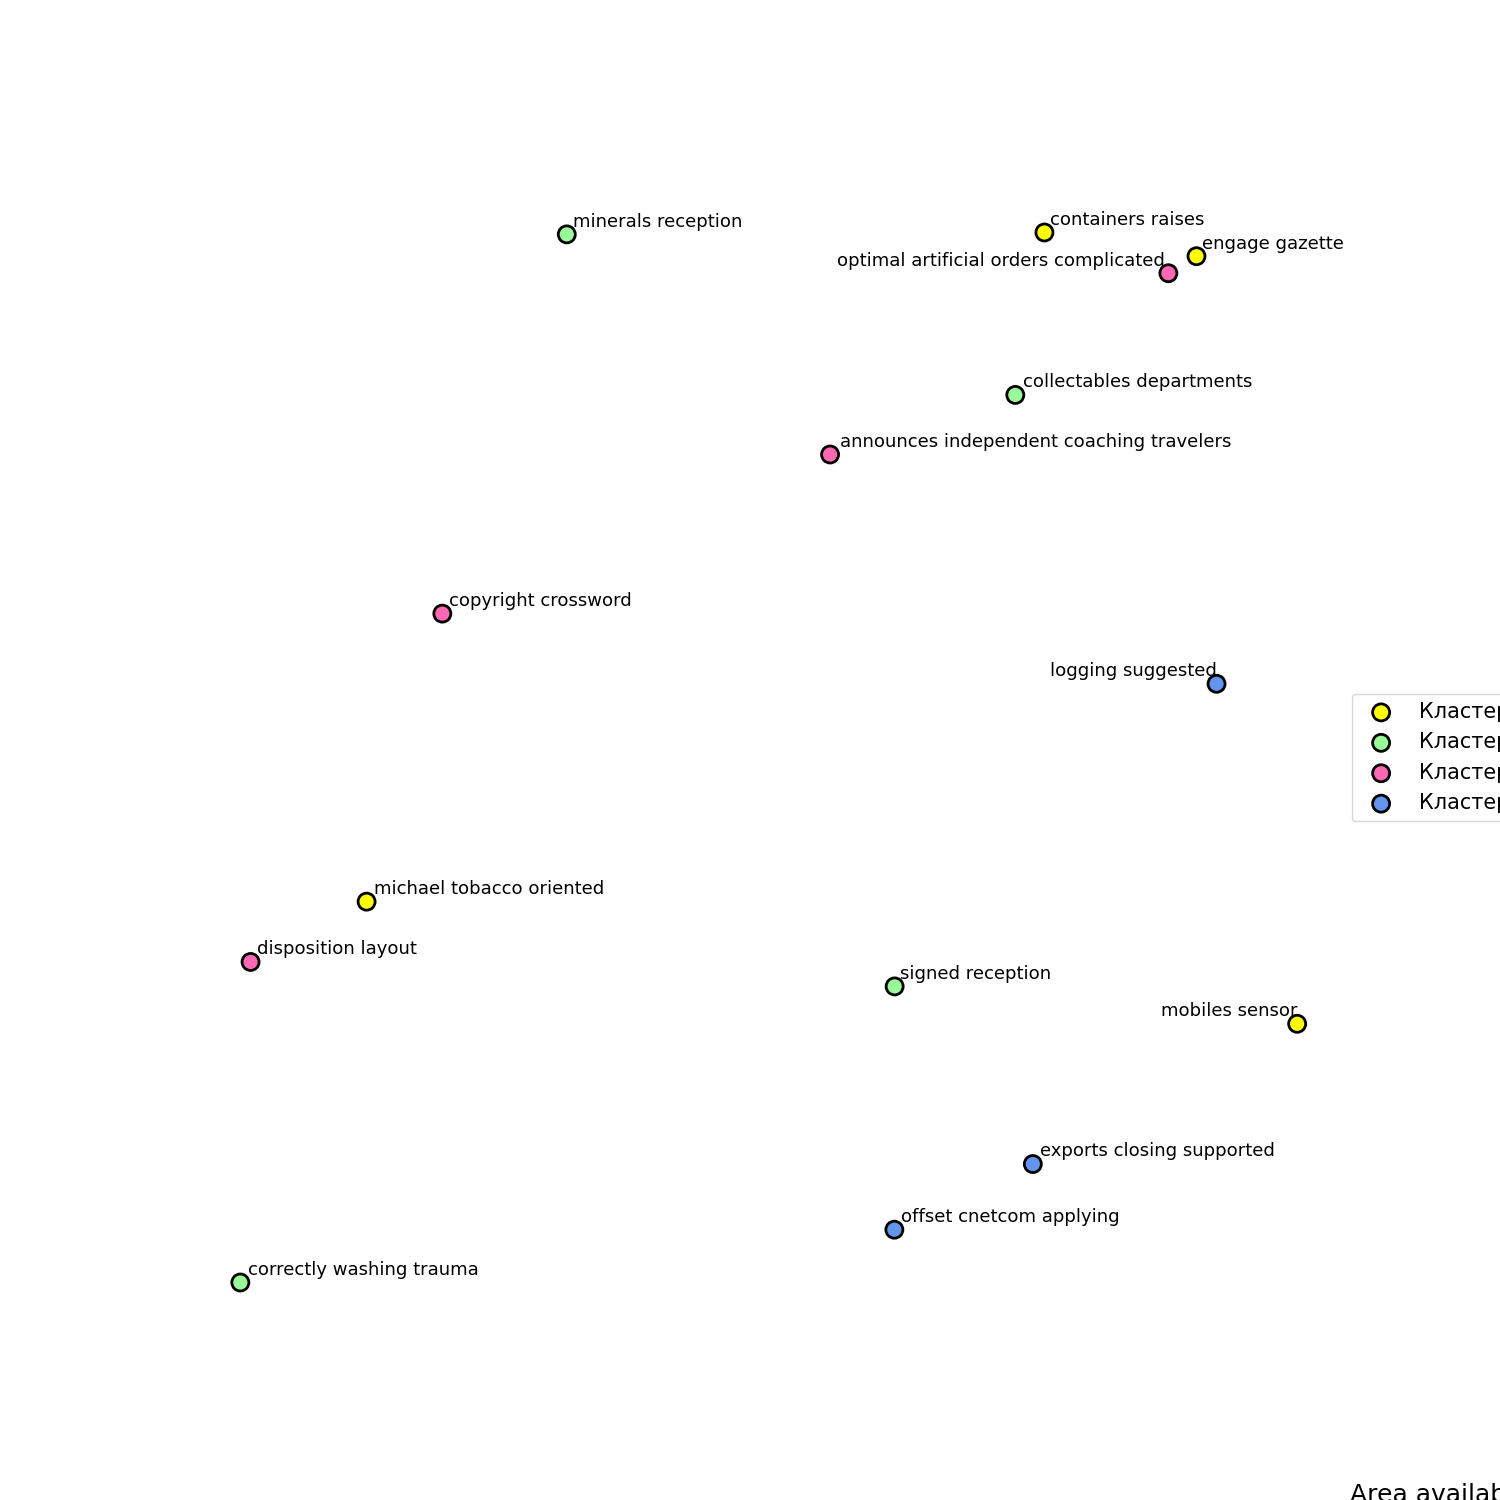 minerals reception
containers raises
engage gazette
optimal artificial orders complicated
collectables departments
announces independent coaching travelers
copyright crossword
logging suggested
Кластер
Кластер
Кластер
Кластер
michael tobacco oriented
disposition layout
signed reception
mobiles sensor
exports closing supported
offset cnetcom applying
correctly washing trauma
Area